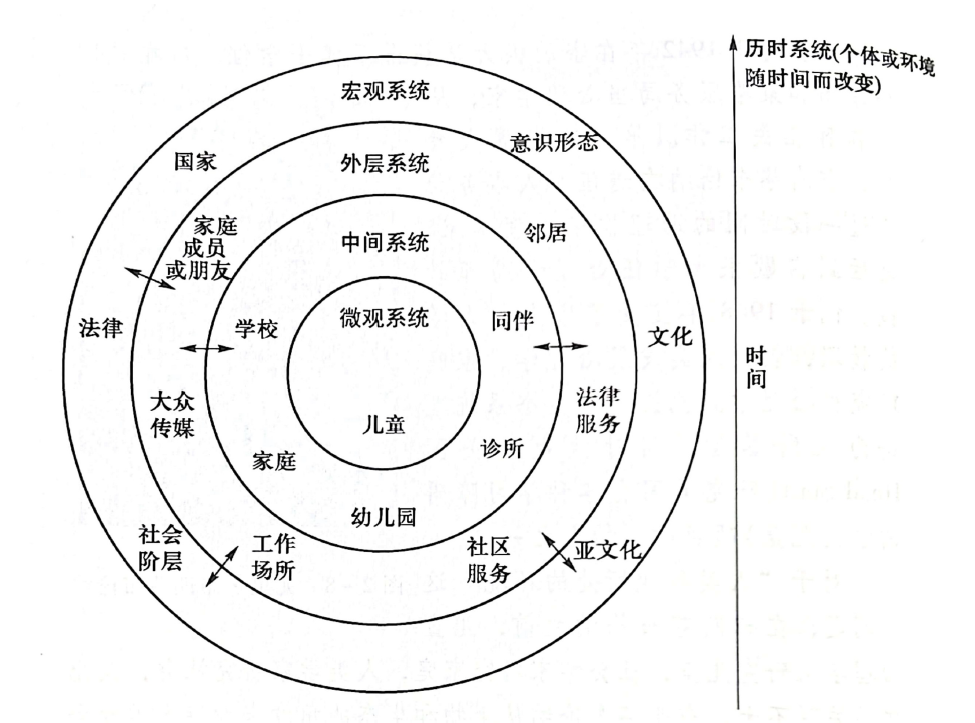 历时系统(个体或环境
随时间而改变)
宏观系统
国家
意识形态
外层系统
家庭
成员
或朋友
邻居
中间系统
法律
学校
微观系统
同伴
文化
时
间
大众
传媒
儿童
法律
服务
家庭
诊所
幼儿园
社会
阶层
工作
场所
社区
服务
亚文化